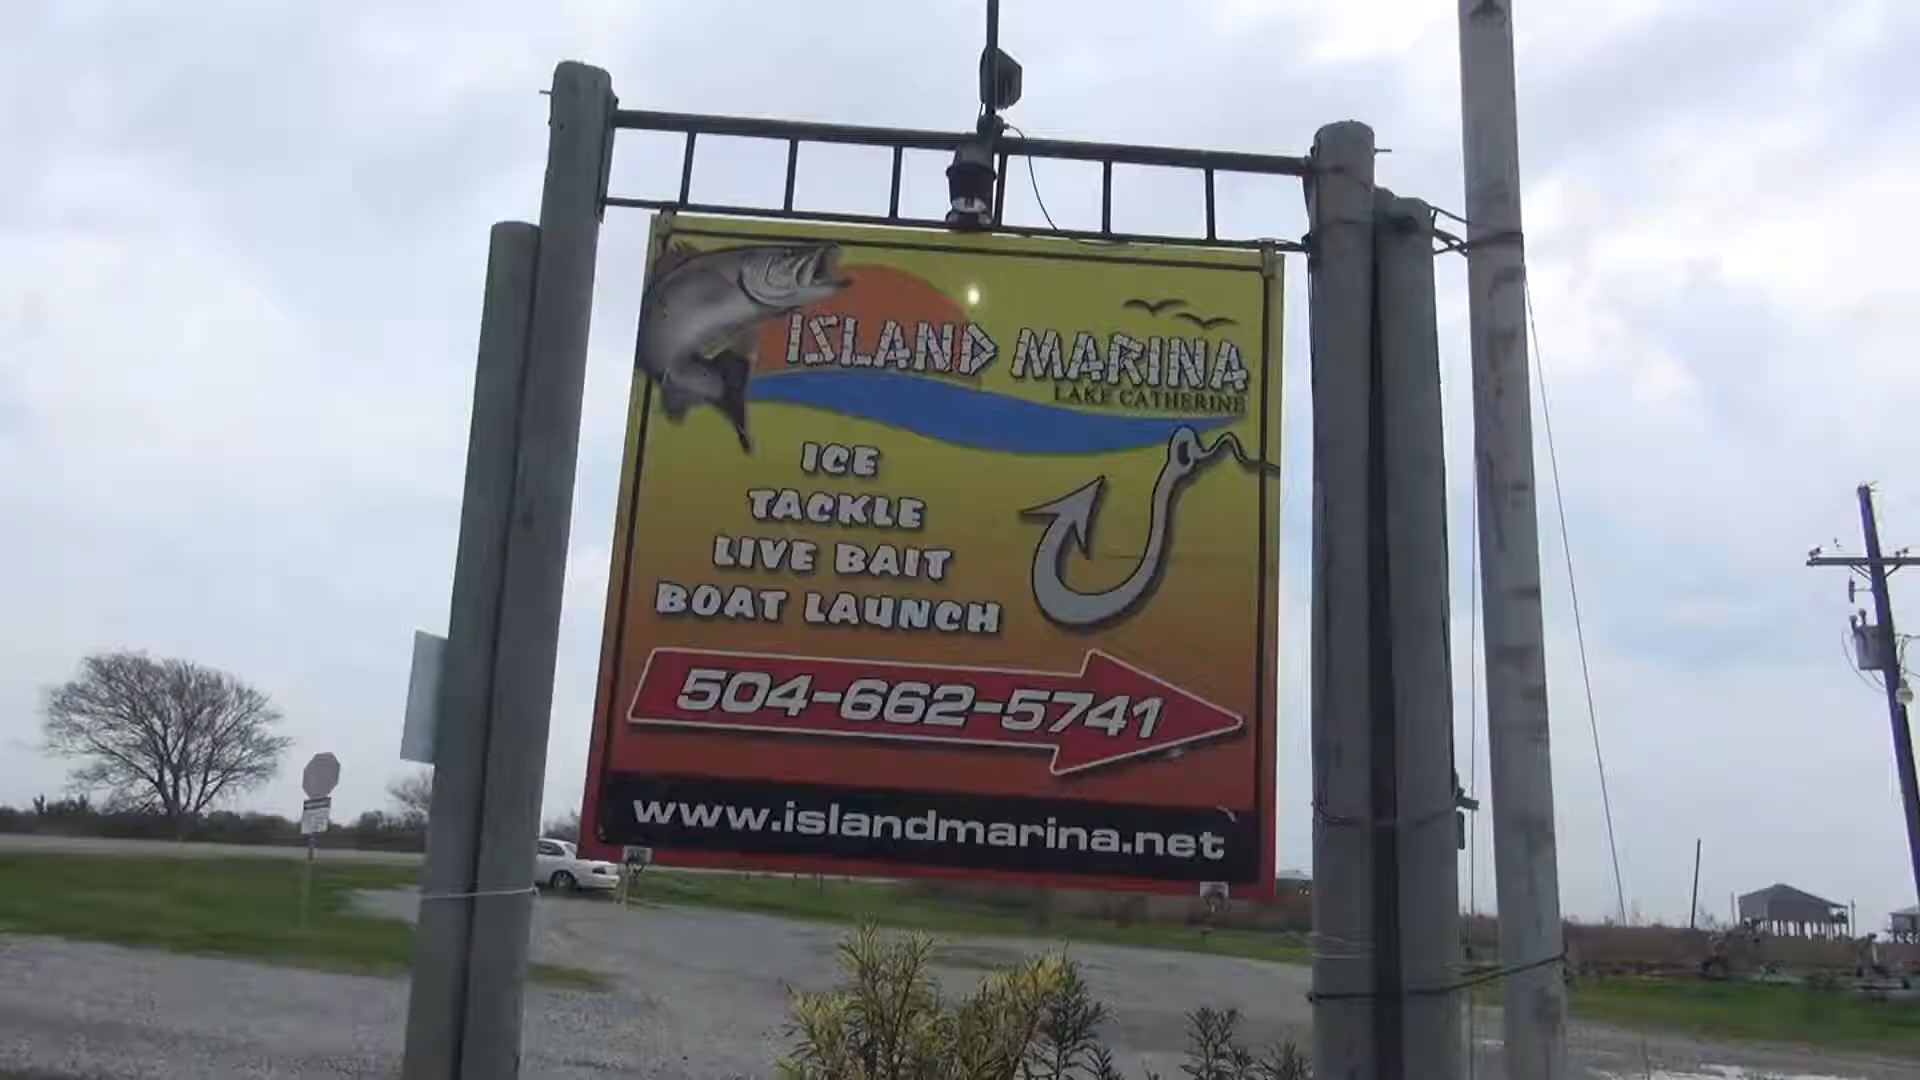 ISLAND MARINA
LAKE CATHERINE
ICE
TACKLE
LIVE BAIT
BOAT LAUNCH
504-662-5741
www.islandmarina.net